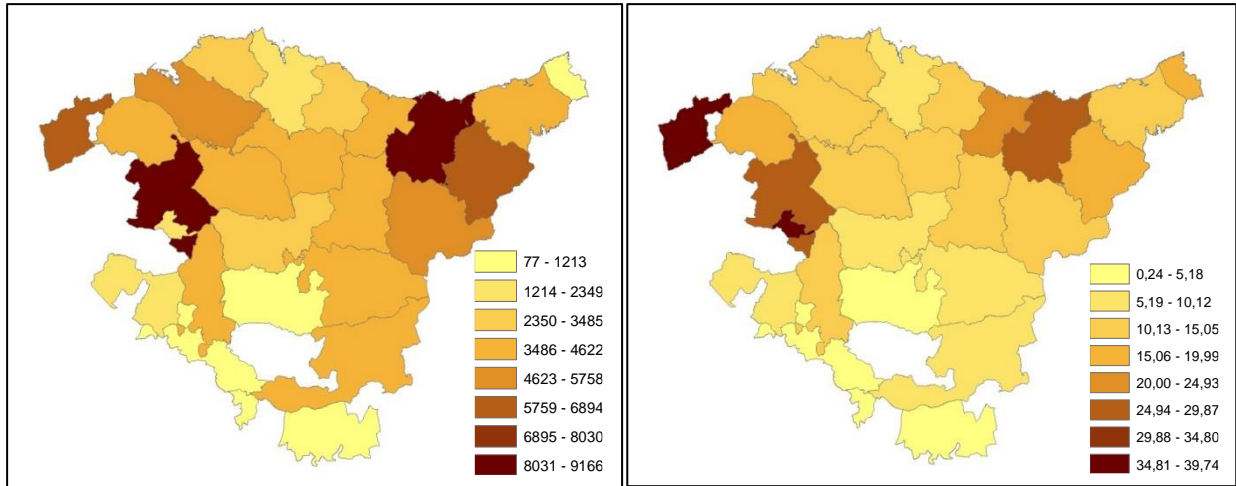 77 - 1213
1214 - 2349
2350 - 3485
3486 - 4622
4623 - 5758
5759 - 6894
6895 - 8030
8031 - 9166
0,24 - 5,18
5,19 - 10,12
10,13 - 15,05
15,06 - 19,99
20,00 - 24,93
24,94 - 29,87
29,88 - 34,80
34,81 - 39,74